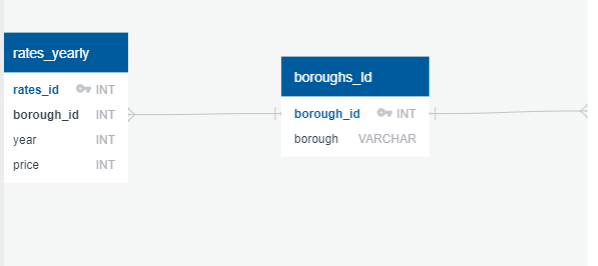 rates_yearly
rates_id INT
borough_id INT
year INT
price INT
boroughs_Id
borough_id INT
borough VARCHAR